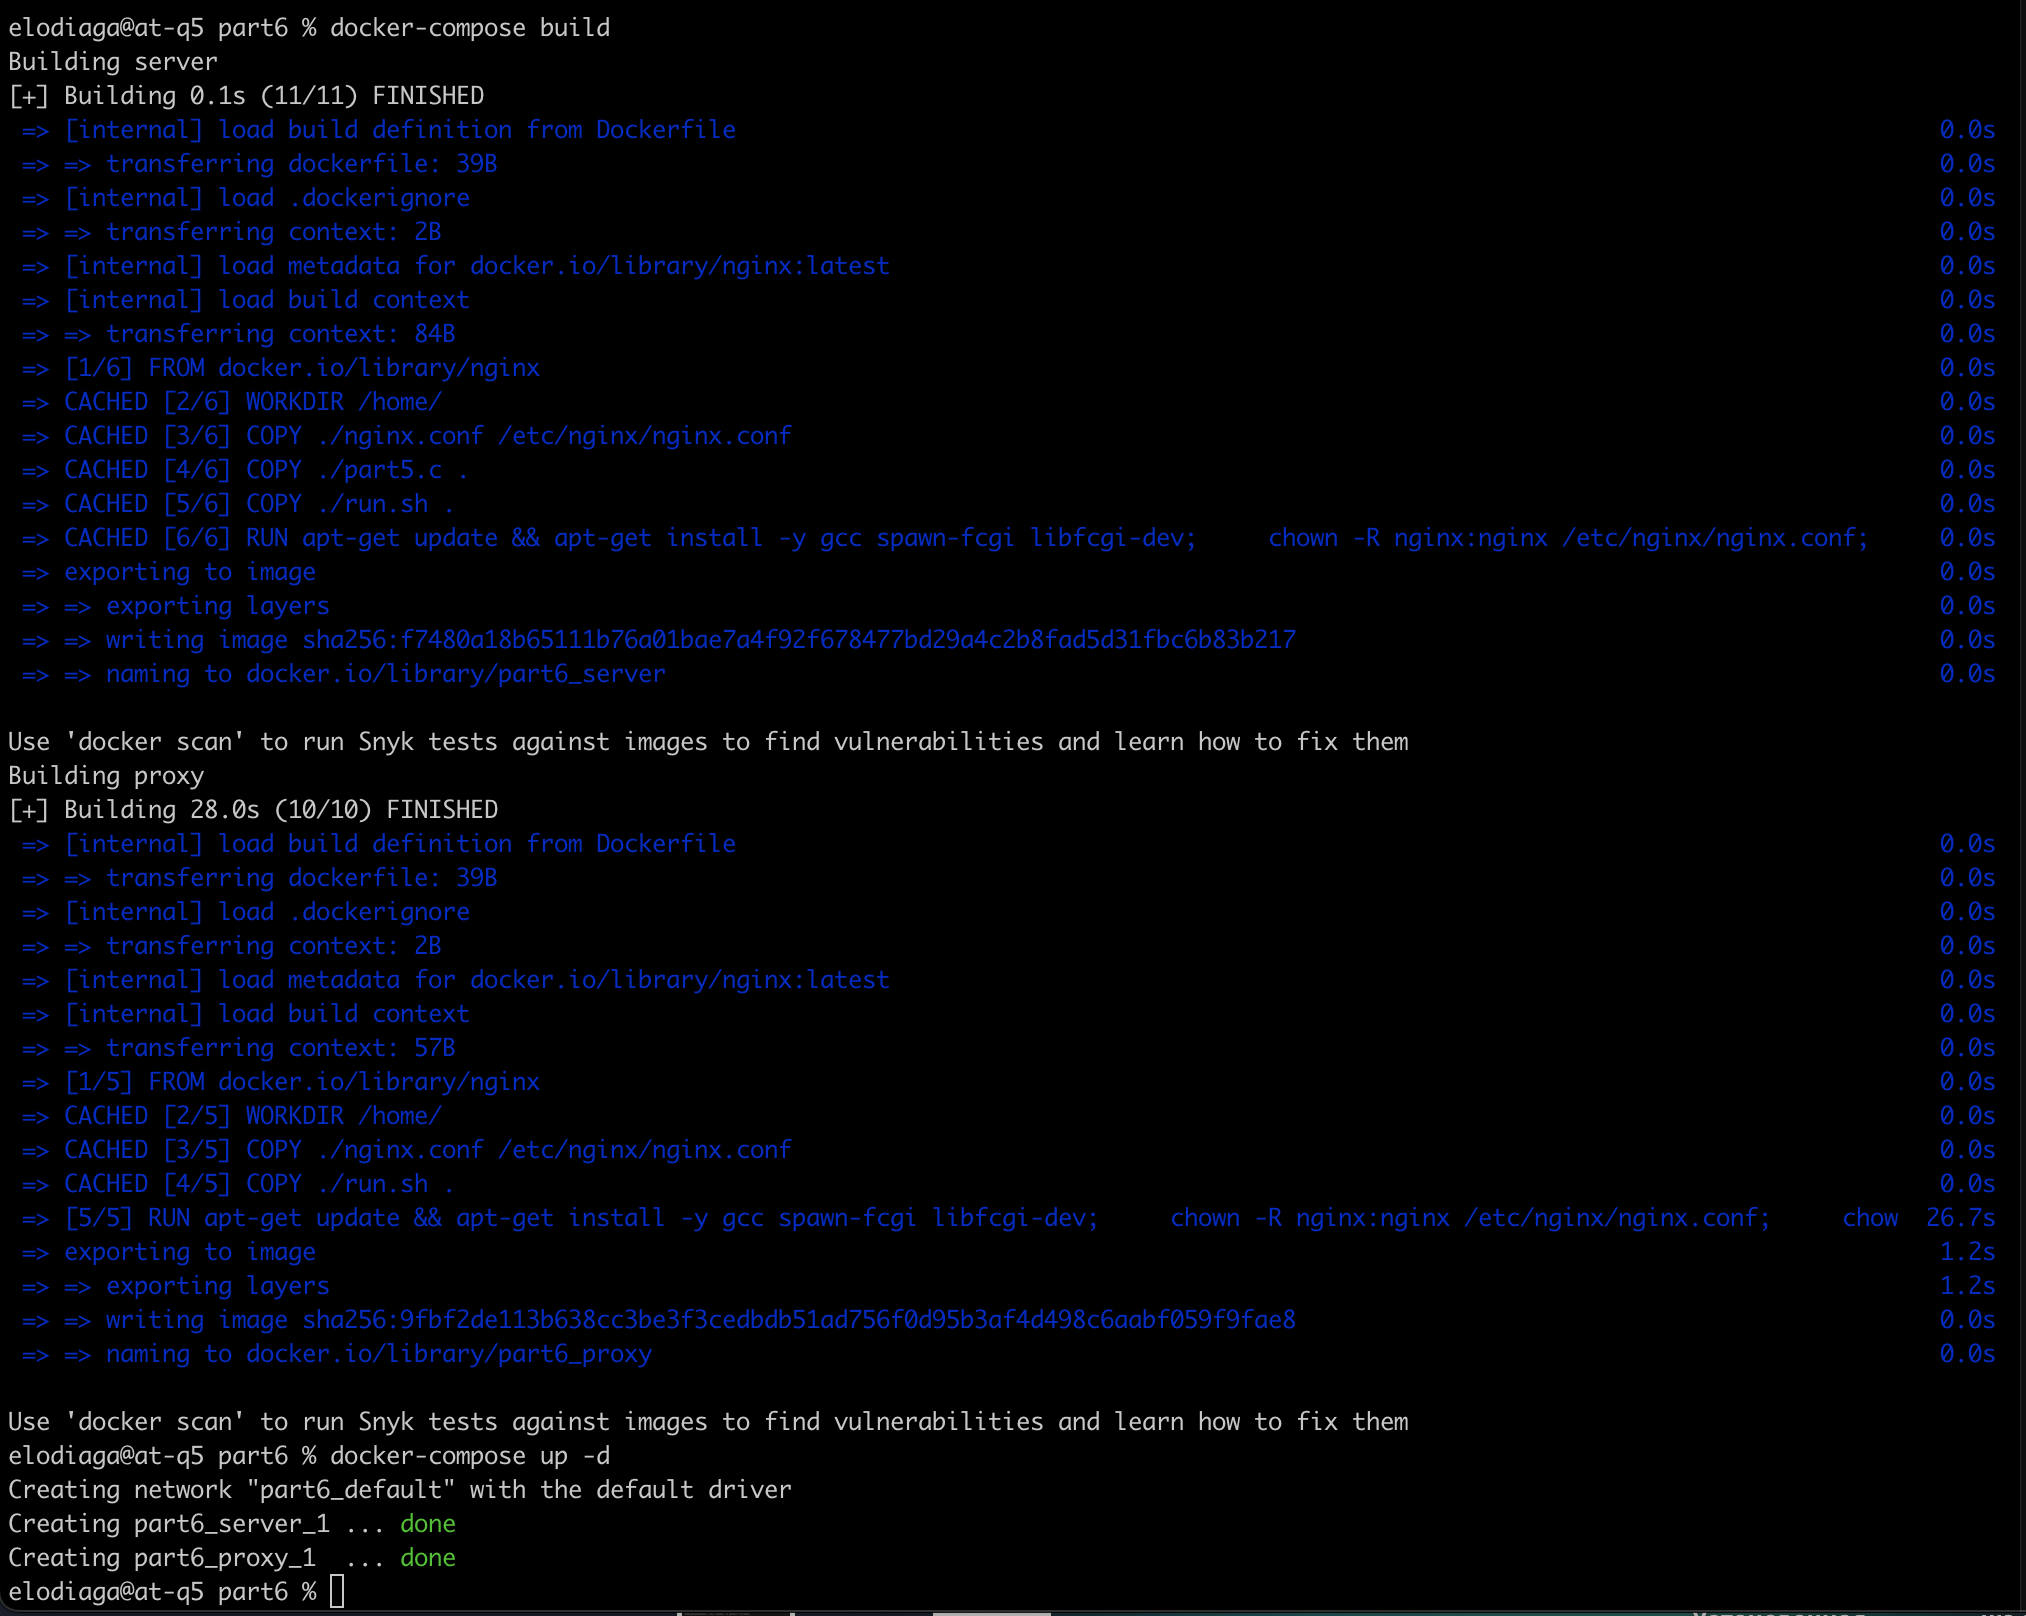 elodiaga@at-q5 part6 % docker-compose build
Building server
[+] Building 0.1s (11/11) FINISHED
=> [internal] load build definition from Dockerfile 0.0s
=> => transferring dockerfile: 39B 0.0s
=> [internal] load .dockerignore 0.0s
=> => transferring context: 2B 0.0s
=> [internal] load metadata for docker.io/library/nginx:latest 0.0s
=> [internal] load build context 0.0s
=> => transferring context: 84B 0.0s
=> [1/6] FROM docker.io/library/nginx 0.0s
=> CACHED [2/6] WORKDIR /home/ 0.0s
=> CACHED [3/6] COPY ./nginx.conf /etc/nginx/nginx.conf 0.0s
=> CACHED [4/6] COPY ./part5.c . 0.0s
=> CACHED [5/6] COPY ./run.sh . 0.0s
=> CACHED [6/6] RUN apt-get update && apt-get install -y gcc spawn-fcgi libfcgi-dev;     chown -R nginx:nginx /etc/nginx/nginx.conf; 0.0s
=> exporting to image 0.0s
=> => exporting layers 0.0s
=> => writing image sha256:f7480a18b65111b76a01bae7a4f92f678477bd29a4c2b8fad5d31fbc6b83b217 0.0s
=> => naming to docker.io/library/part6_server 0.0s
Use 'docker scan' to run Snyk tests against images to find vulnerabilities and learn how to fix them
Building proxy
[+] Building 28.0s (10/10) FINISHED
=> [internal] load build definition from Dockerfile 0.0s
=> => transferring dockerfile: 39B 0.0s
=> [internal] load .dockerignore 0.0s
=> => transferring context: 2B 0.0s
=> [internal] load metadata for docker.io/library/nginx:latest 0.0s
=> [internal] load build context 0.0s
=> => transferring context: 57B 0.0s
=> [1/5] FROM docker.io/library/nginx 0.0s
=> CACHED [2/5] WORKDIR /home/ 0.0s
=> CACHED [3/5] COPY ./nginx.conf /etc/nginx/nginx.conf 0.0s
=> CACHED [4/5] COPY ./run.sh . 0.0s
=> [5/5] RUN apt-get update && apt-get install -y gcc spawn-fcgi libfcgi-dev;     chown -R nginx:nginx /etc/nginx/nginx.conf;     chow 26.7s
=> exporting to image 1.2s
=> => exporting layers 1.2s
=> => writing image sha256:9fbf2de113b638cc3be3f3cedbdb51ad756f0d95b3af4d498c6aabf059f9fae8 0.0s
=> => naming to docker.io/library/part6_proxy 0.0s
Use 'docker scan' to run Snyk tests against images to find vulnerabilities and learn how to fix them
elodiaga@at-q5 part6 % docker-compose up -d
Creating network "part6_default" with the default driver
Creating part6_server_1 ... done
Creating part6_proxy_1  ... done
elodiaga@at-q5 part6 %